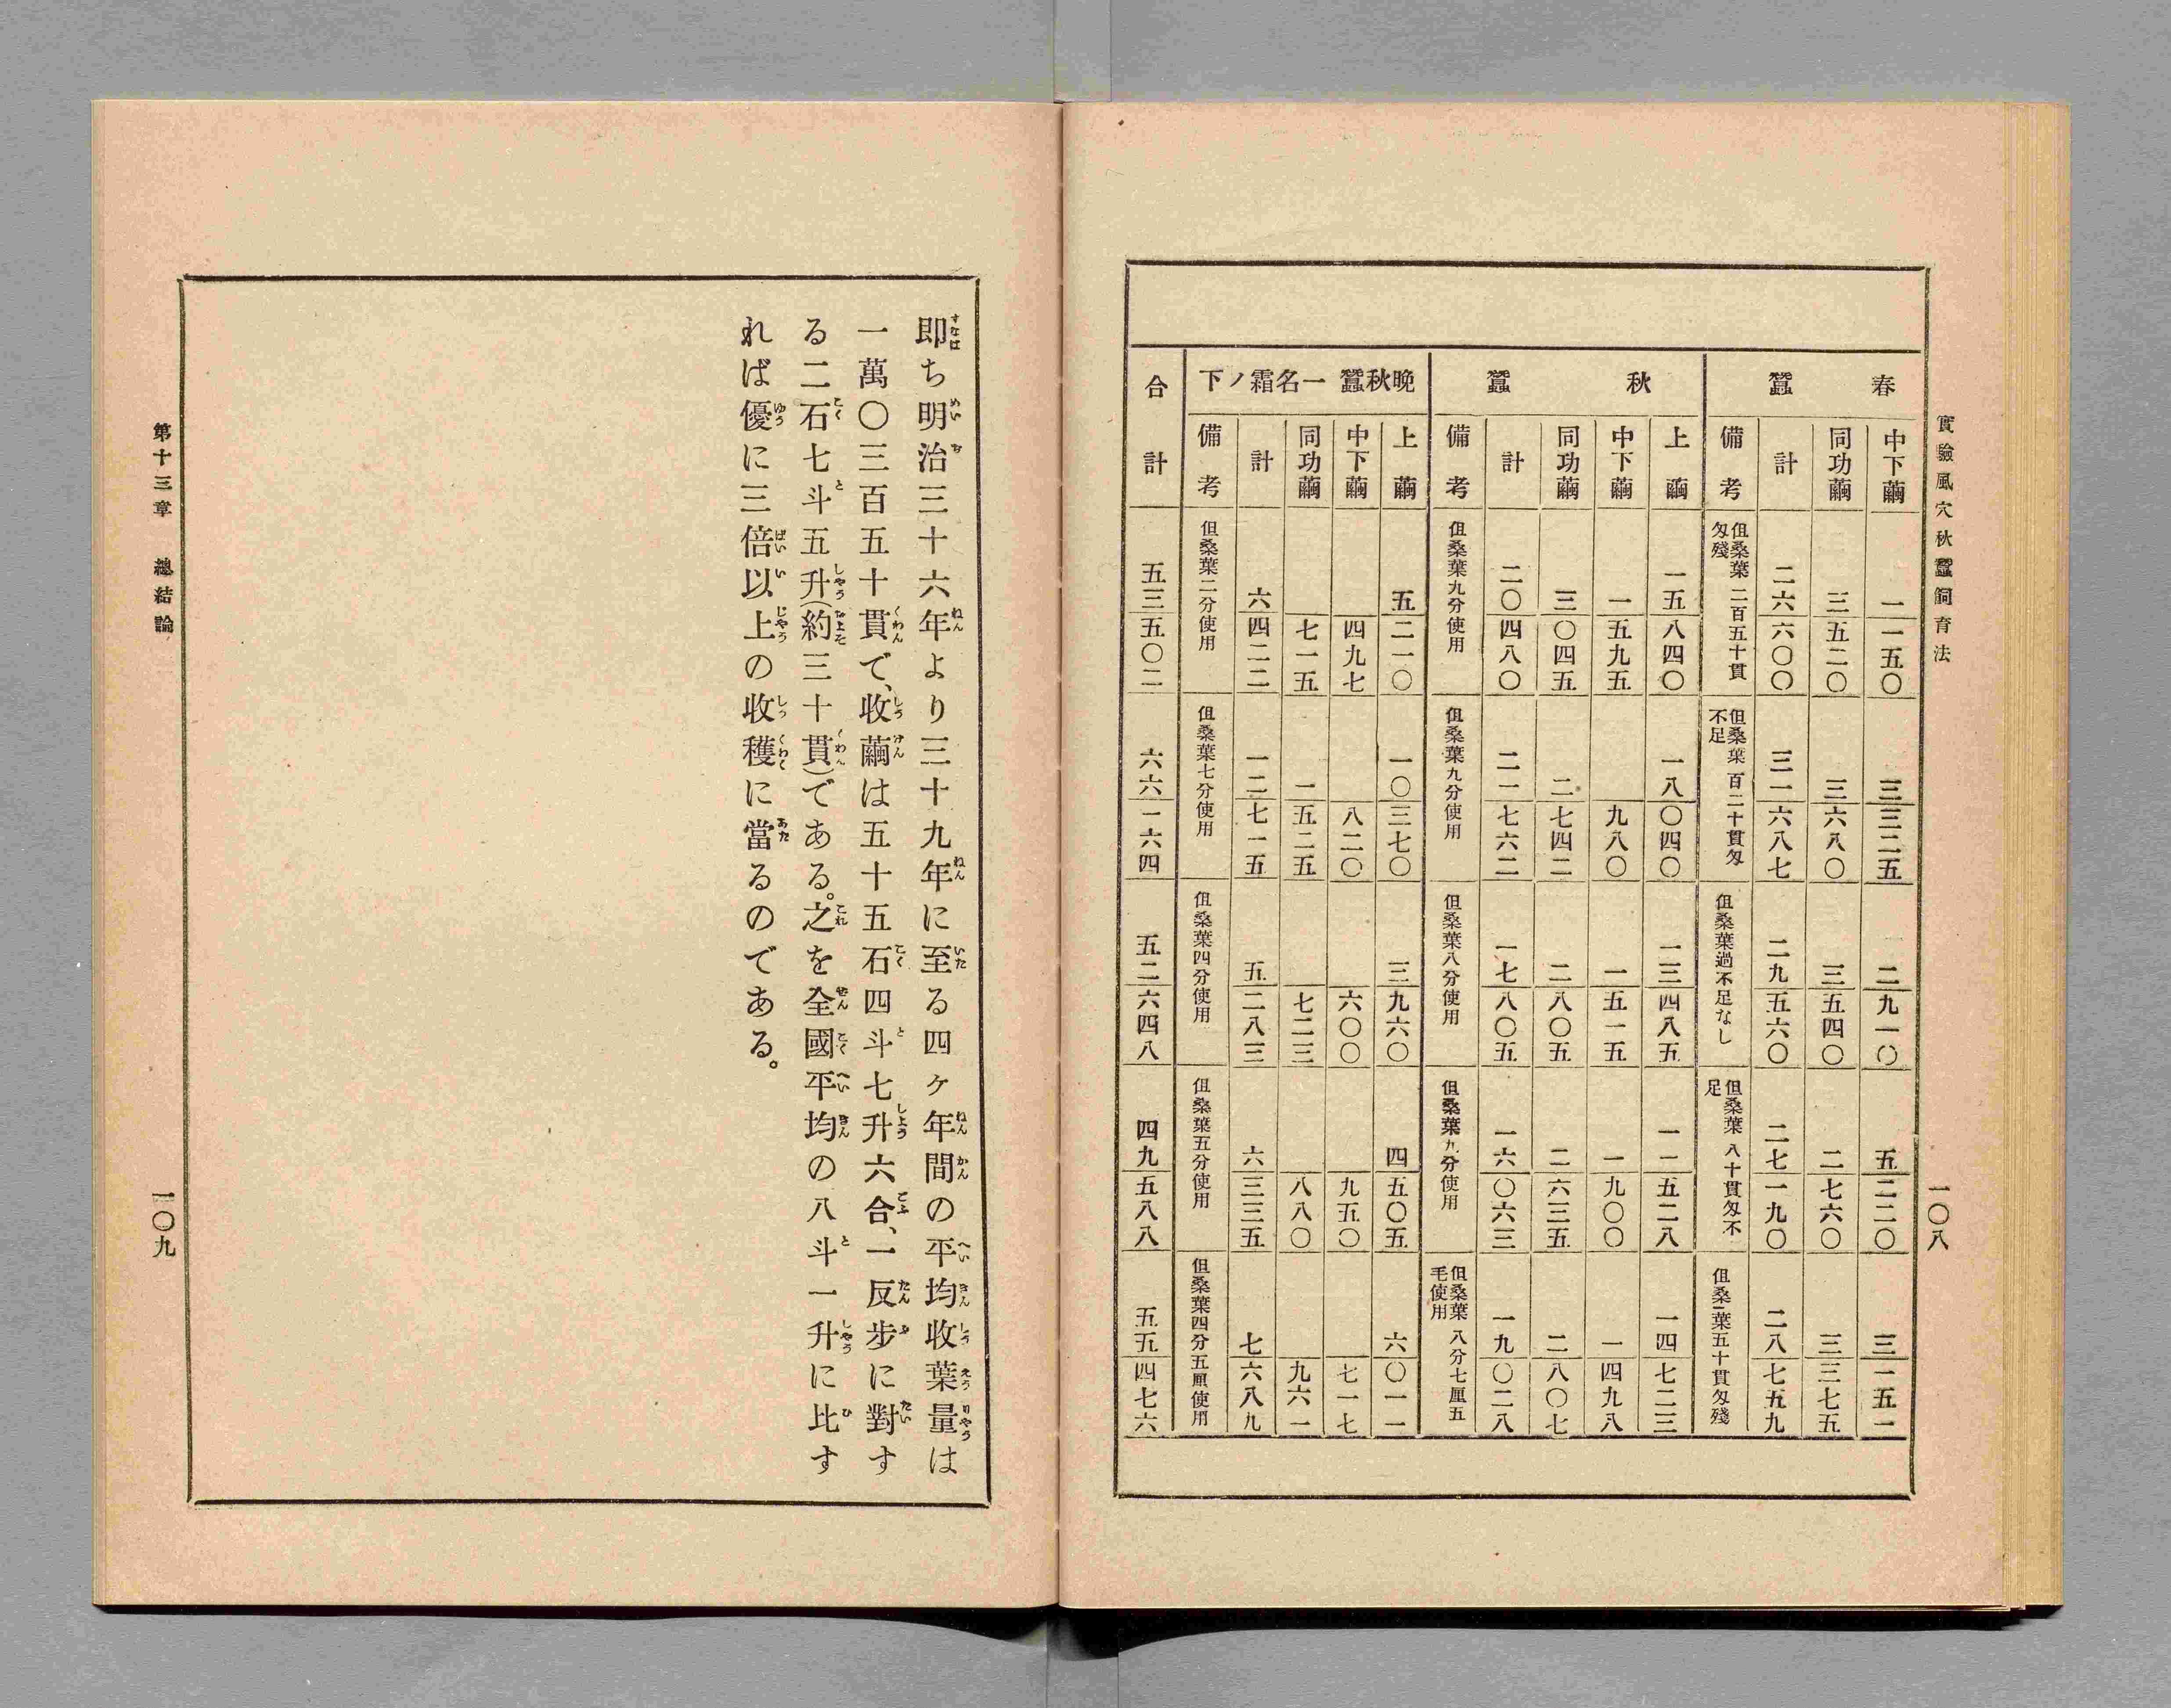 實驗風穴秋蠶飼育法
一〇八
春蠶
中下繭 一一五〇 三三二五 二九一〇 五二二〇 三一五二
同功繭 三五二〇 三六八〇 三五四〇 二七六〇 三三七五
計 二六六〇〇 三一六八七 二九五六〇 二七一九〇 二八七五九
備考 但桑葉二百五十貫匁殘 但桑葉百二十貫匁不足 但桑葉過不足なし 但桑葉八十貫匁不足 但桑葉五十貫匁殘
秋蠶
上繭 一五八四〇 一八〇四〇 一三四八五 一一五二八 一四七二三
中下繭 一五九五 九八〇 一五一五 一九〇〇 一四九八
同功繭 三〇四五 二七四二 二八〇五 二六三五 二八〇七
計 二〇四八〇 二一七六二 一七八〇五 一六〇六三 一九〇二八
備考 但桑葉九分使用 但桑葉九分使用 但桑葉八分使用 但桑葉九分使用 但桑葉八分七厘五毛使用
晩秋蠶一名霜ノ下
上繭 五二一〇 一〇三七〇 三九六〇 四五〇五 六〇一一
中下繭 四九七 八二〇 六〇〇 九五〇 七一七
同功繭 七一五 一五二五 七二三 八八〇 九六一
計 六四二二 一二七一五 五二八三 六三三五 七六八九
備考 但桑葉二分使用 但桑葉七分使用 但桑葉四分使用 但桑葉五分使用 但桑葉四分五厘使用
合計 五三五〇二 六六一六四 五二六四八 四九五八八 五五四七六
即ち明治三十六年より三十九年に至る四ヶ年間の平均收葉量は
一萬〇三百五十貫で、收繭は五十五石四斗七升六合、一反步に對す
る二石七斗五升(約三十貫)である。之を全國平均の八斗一升に比す
れば優に三倍以上の收穫に當るのである。
第十三章 總結論
一〇九